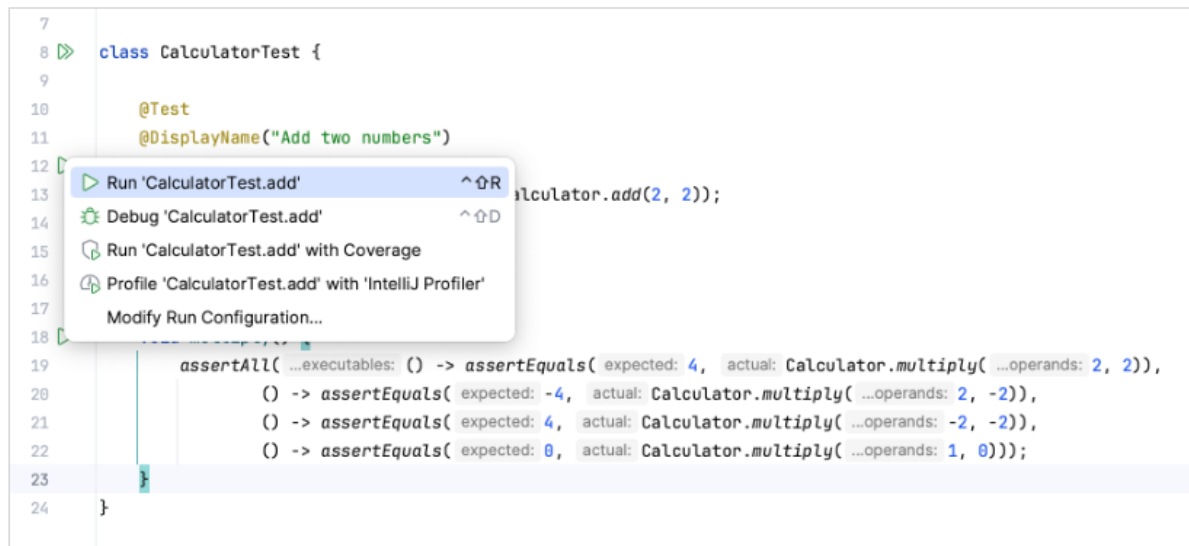 7
8 class CalculatorTest {
9
10 @Test
11 @DisplayName("Add two numbers")
12
Run 'CalculatorTest.add' ^⇧R
13 alculator.add(2, 2));
14 Debug 'CalculatorTest.add' ^⇧D
15 Run 'CalculatorTest.add' with Coverage
16 Profile 'CalculatorTest.add' with 'IntelliJ Profiler'
17 Modify Run Configuration...
18
19 assertAll( ...executables: () -> assertEquals( expected: 4, actual: Calculator.multiply( ...operands: 2, 2)),
20 () -> assertEquals( expected: -4, actual: Calculator.multiply( ...operands: 2, -2)),
21 () -> assertEquals( expected: 4, actual: Calculator.multiply( ...operands: -2, -2)),
22 () -> assertEquals( expected: 0, actual: Calculator.multiply( ...operands: 1, 0)));
23 }
24 }